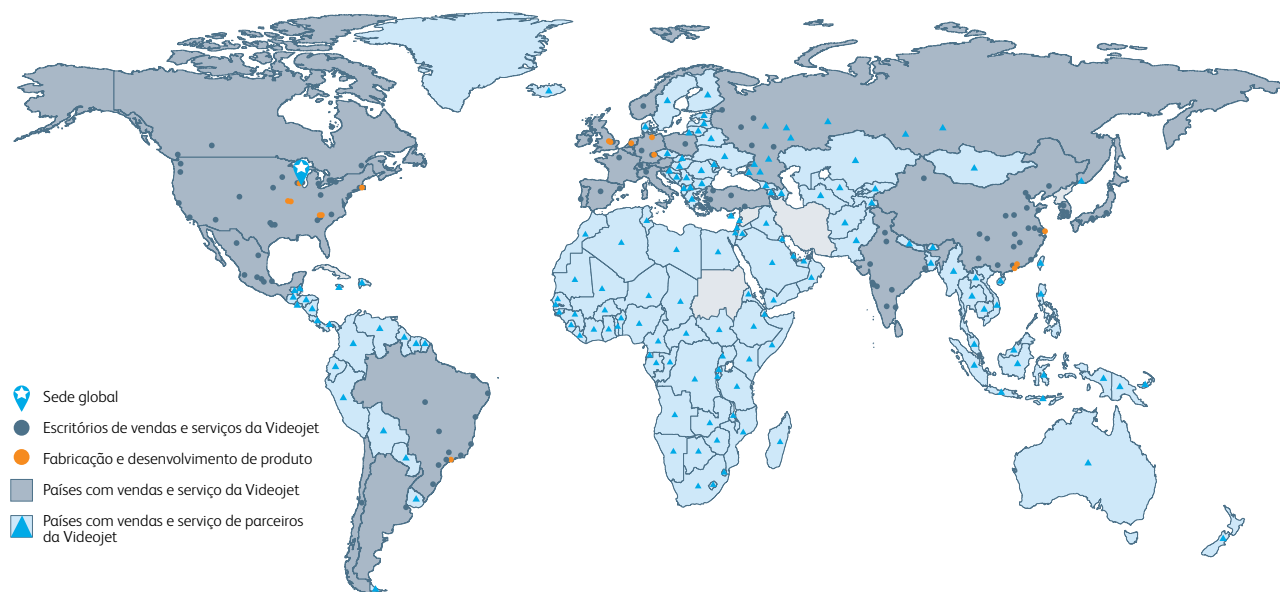 Sede global
Escritórios de vendas e serviços da Videojet
Fabricação e desenvolvimento de produto
Países com vendas e serviço da Videojet
Países com vendas e serviço de parceiros
da Videojet